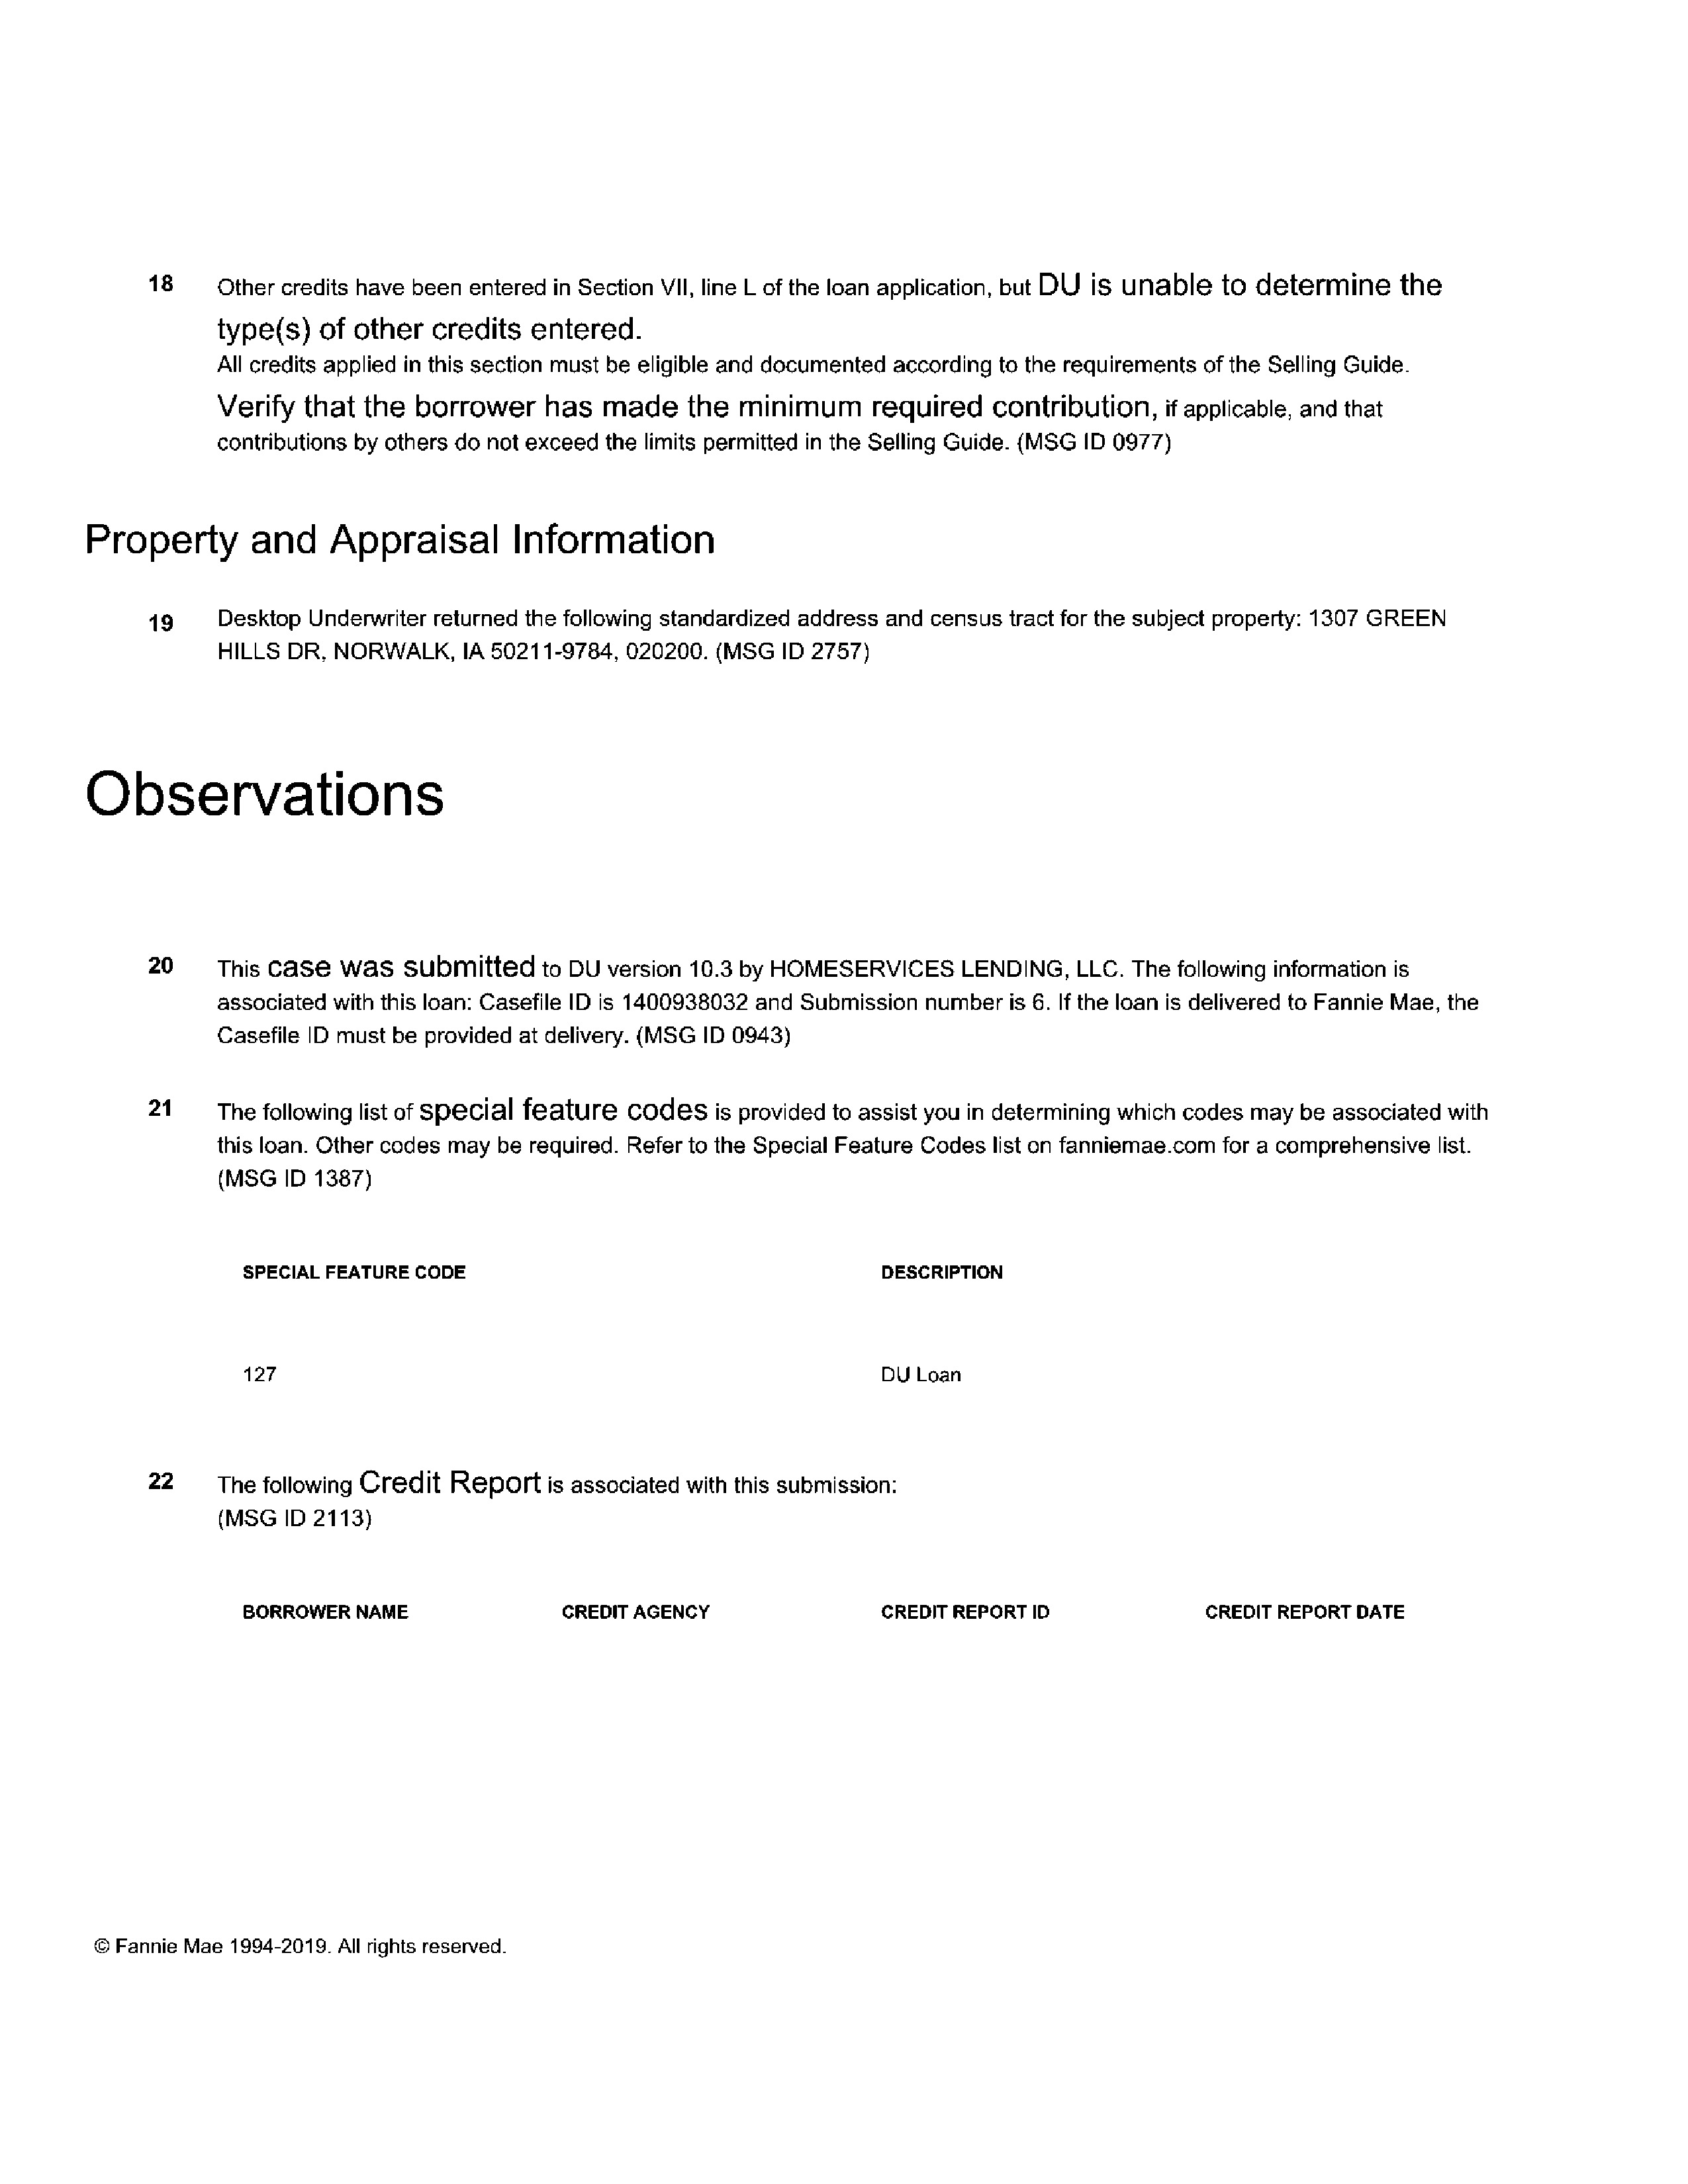 18 Other credits have been entered in Section VII, line L of the loan application, but DU is unable to determine the
type(s) of other credits entered.
All credits applied in this section must be eligible and documented according to the requirements of the Selling Guide.
Verify that the borrower has made the minimum required contribution, if applicable, and that
contributions by others do not exceed the limits permitted in the Selling Guide. (MSG ID 0977)
Property and Appraisal Information
19 Desktop Underwriter returned the following standardized address and census tract for the subject property: 1307 GREEN
HILLS DR, NORWALK, IA 50211-9784, 020200. (MSG ID 2757)
Observations
20 This case was submitted to DU version 10.3 by HOMESERVICES LENDING, LLC. The following information is
associated with this loan: Casefile ID is 1400938032 and Submission number is 6. If the loan is delivered to Fannie Mae, the
Casefile ID must be provided at delivery. (MSG ID 0943)
21 The following list of special feature codes is provided to assist you in determining which codes may be associated with
this loan. Other codes may be required. Refer to the Special Feature Codes list on fanniemae.com for a comprehensive list.
(MSG ID 1387)
SPECIAL FEATURE CODE DESCRIPTION
127 DU Loan
22 The following Credit Report is associated with this submission:
(MSG ID 2113)
BORROWER NAME CREDIT AGENCY CREDIT REPORT ID CREDIT REPORT DATE
© Fannie Mae 1994-2019. All rights reserved.